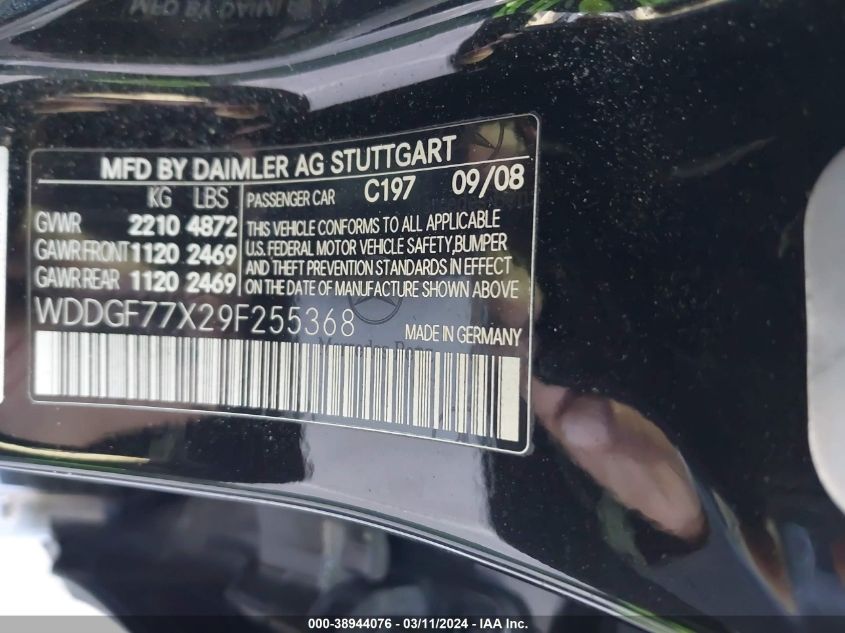 MFD BY DAIMLER AG STUTTGART
KG LBS
GVWR 2210 4872
GAWR FRONT 1120 2469
GAWR REAR 1120 2469
PASSENGER CAR C197 09/08
THIS VEHICLE CONFORMS TO ALL APPLICABLE
U.S. FEDERAL MOTOR VEHICLE SAFETY, BUMPER
AND THEFT PREVENTION STANDARDS IN EFFECT
ON THE DATE OF MANUFACTURE SHOWN ABOVE
WDDGF77X29F255368
MADE IN GERMANY
000-38944076 - 03/11/2024 - IAAI Inc.